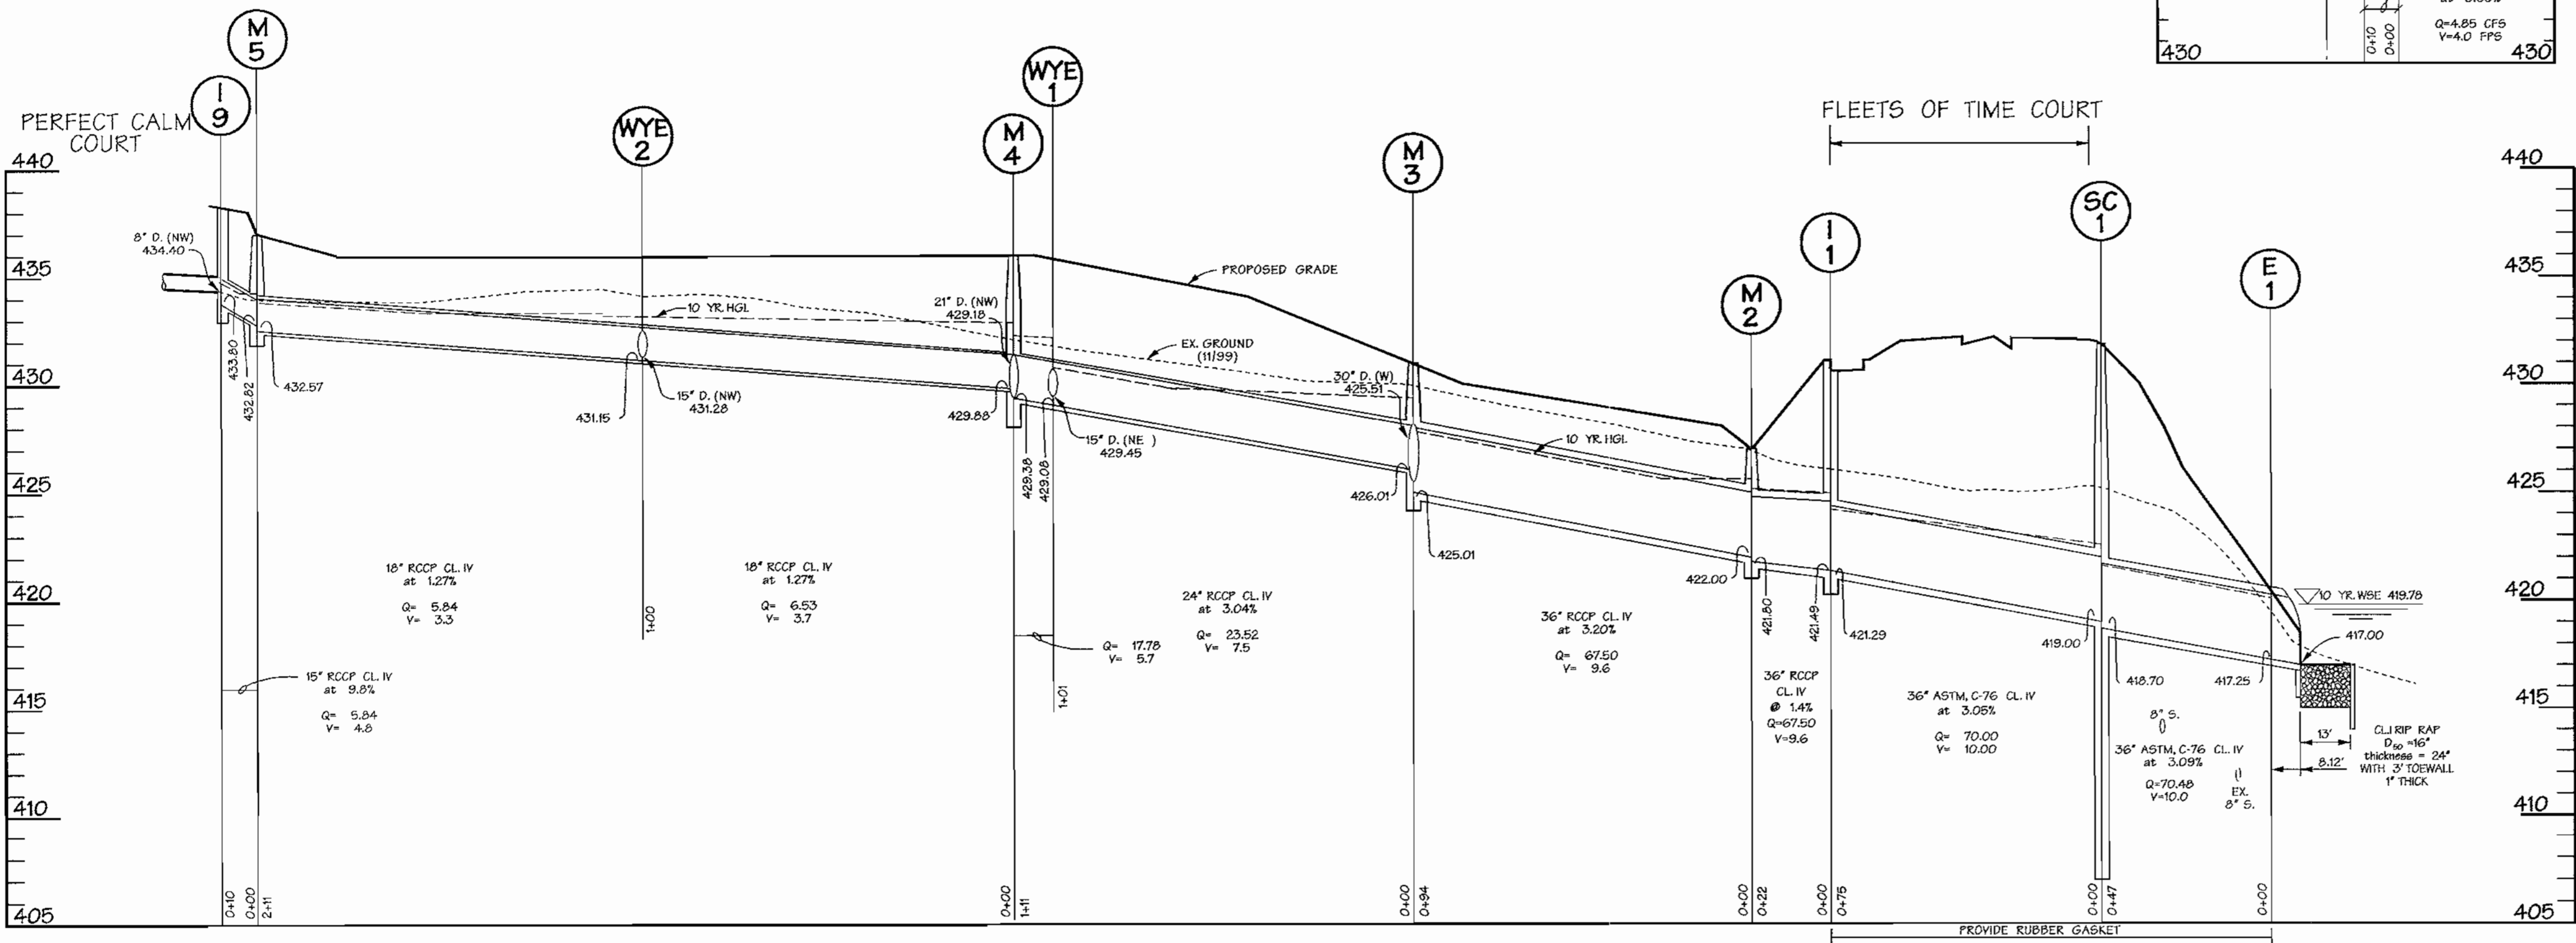 Q=4.85 CFS
V=4.0 FPS
0+10
0+00
430
430
PERFECT CALM
COURT
I
9
M
5
WYE
2
M
4
WYE
1
M
3
FLEETS OF TIME COURT
M
2
I
1
SC
1
E
1
440
435
430
425
420
415
410
405
440
435
430
425
420
415
410
405
8" D. (NW)
434.40
433.80
432.82
432.57
10 YR. HGL
431.15
15" D. (NW)
431.28
21" D. (NW)
429.18
429.88
429.38
429.08
15" D. (NE )
429.45
PROPOSED GRADE
EX. GROUND
(11/99)
30" D. (W)
425.51
426.01
425.01
10 YR. HGL
422.00
421.80
421.49
421.29
419.00
418.70
417.25
417.00
10 YR. WSE 419.78
15" RCCP CL. IV
at 9.8%
Q= 5.84
V= 4.8
18" RCCP CL. IV
at 1.27%
Q= 5.84
V= 3.3
1+00
18" RCCP CL. IV
at 1.27%
Q= 6.53
V= 3.7
Q= 17.78
V= 5.7
1+01
24" RCCP CL. IV
at 3.04%
Q= 23.52
V= 7.5
36" RCCP CL. IV
at 3.20%
Q= 67.50
V= 9.6
36" RCCP
CL. IV
@ 1.4%
Q=67.50
V=9.6
36" ASTM, C-76 CL. IV
at 3.05%
Q= 70.00
V= 10.00
8" S.
36" ASTM, C-76 CL. IV
at 3.09%
Q=70.48
V=10.0
EX.
8" S.
13'
8.12'
CL.I RIP RAP
D50 =16"
thickness = 24"
WITH 3' TOEWALL
1" THICK
0+10
0+00
2+11
0+00
1+11
0+00
0+94
0+00
0+22
0+00
0+75
0+00
0+47
0+00
PROVIDE RUBBER GASKET